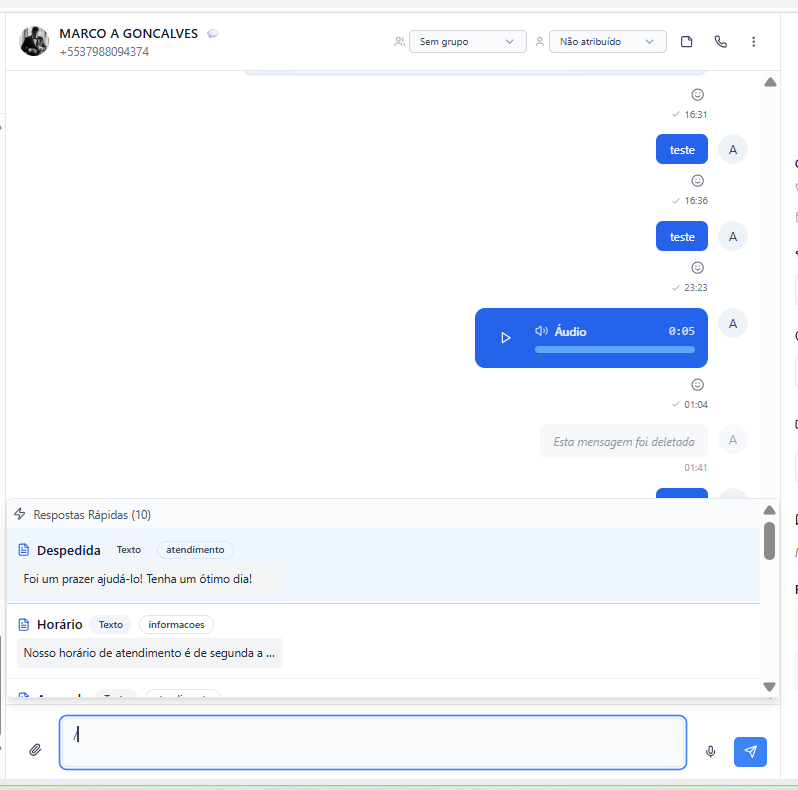 MARCO A GONCALVES
+5537988094374
Sem grupo
Não atribuído
16:31
teste
A
16:36
teste
A
23:23
Áudio
0:05
A
01:04
Esta mensagem foi deletada
A
01:41
Respostas Rápidas (10)
Despedida Texto atendimento
Foi um prazer ajudá-lo! Tenha um ótimo dia!
Horário Texto informacoes
Nosso horário de atendimento é de segunda a ...
/